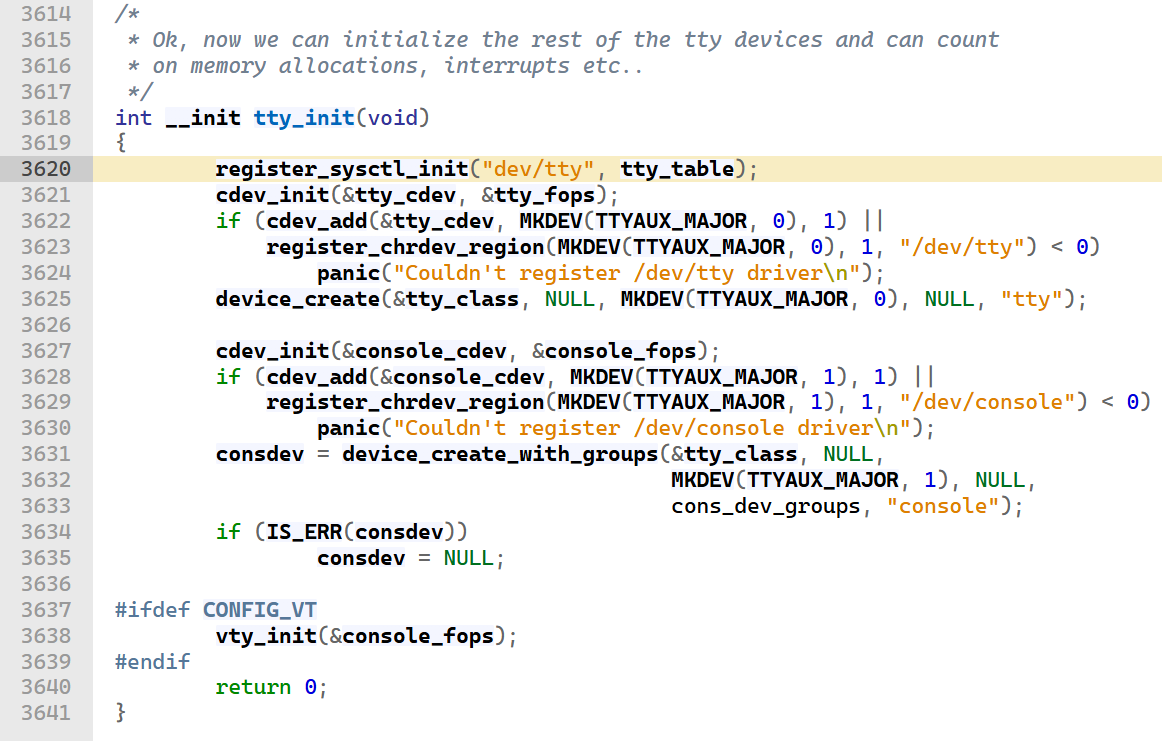 3614 /*
3615  * Ok, now we can initialize the rest of the tty devices and can count
3616  * on memory allocations, interrupts etc..
3617  */
3618 int __init tty_init(void)
3619 {
3620         register_sysctl_init("dev/tty", tty_table);
3621         cdev_init(&tty_cdev, &tty_fops);
3622         if (cdev_add(&tty_cdev, MKDEV(TTYAUX_MAJOR, 0), 1) ||
3623             register_chrdev_region(MKDEV(TTYAUX_MAJOR, 0), 1, "/dev/tty") < 0)
3624                 panic("Couldn't register /dev/tty driver\n");
3625         device_create(&tty_class, NULL, MKDEV(TTYAUX_MAJOR, 0), NULL, "tty");
3626
3627         cdev_init(&console_cdev, &console_fops);
3628         if (cdev_add(&console_cdev, MKDEV(TTYAUX_MAJOR, 1), 1) ||
3629             register_chrdev_region(MKDEV(TTYAUX_MAJOR, 1), 1, "/dev/console") < 0)
3630                 panic("Couldn't register /dev/console driver\n");
3631         consdev = device_create_with_groups(&tty_class, NULL,
3632                                             MKDEV(TTYAUX_MAJOR, 1), NULL,
3633                                             cons_dev_groups, "console");
3634         if (IS_ERR(consdev))
3635                 consdev = NULL;
3636
3637 #ifdef CONFIG_VT
3638         vty_init(&console_fops);
3639 #endif
3640         return 0;
3641 }